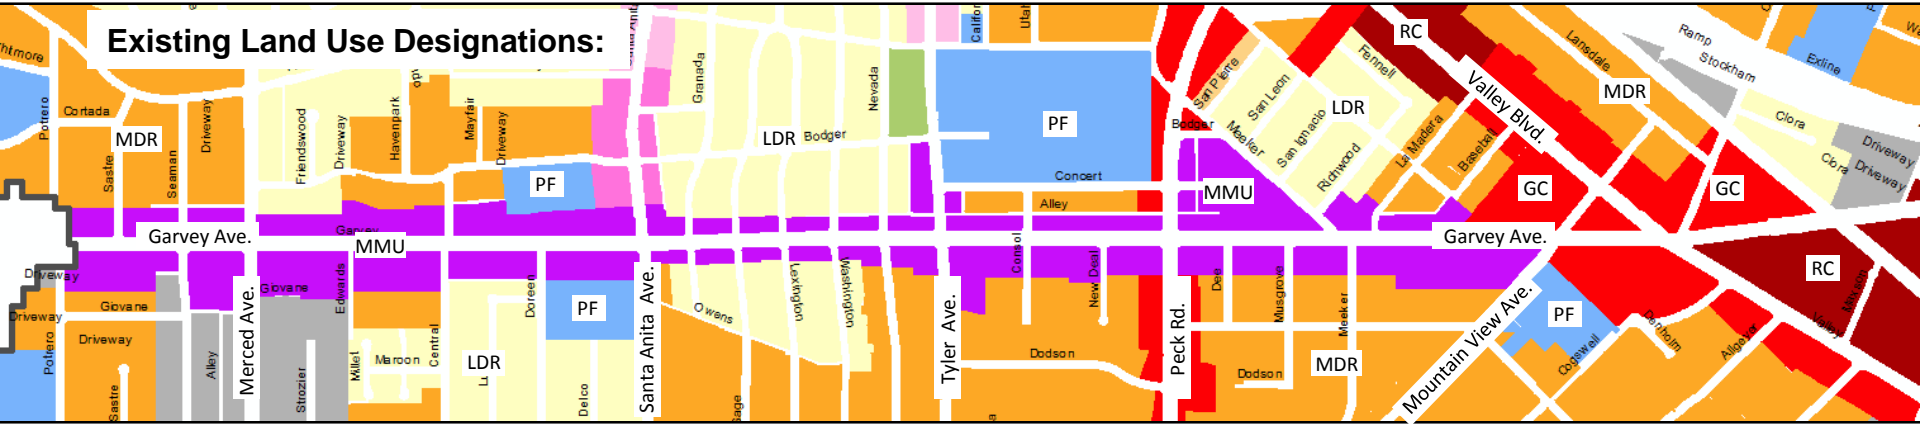 Existing Land Use Designations:
Potrero
Cortada
MDR
Sastre
Seaman
Driveway
Friendswood
Driveway
Havenpark
Mayfair
Driveway
PF
Granada
LDR
Bodger
Nevada
Utah
PF
Concert
Alley
Bodger
MMU
San Pierre
San Leon
Meeker
San Ignacio
Richwood
LDR
Fennell
RC
La Madera
Baseball
Valley Blvd.
Lansdale
MDR
Ramp
Stockham
Exline
Clora
Clora
Driveway
Driveway
GC
GC
Garvey Ave.
Garvey
MMU
Garvey Ave.
RC
Driveway
Giovane
Driveway
Driveway
Potrero
Sastre
Alley
Merced Ave.
Giovane
Strozier
Edwards
Millet
Maroon
Central
LDR
Doreen
PF
Delco
Santa Anita Ave.
Owens
Lexington
Washington
Tyler Ave.
Consol
New Deal
Dodson
Peck Rd.
Dee
Musgrove
Dodson
Meeker
MDR
Mountain View Ave.
PF
Cogswell
Denholm
Allgeyer
Valley
Maxson